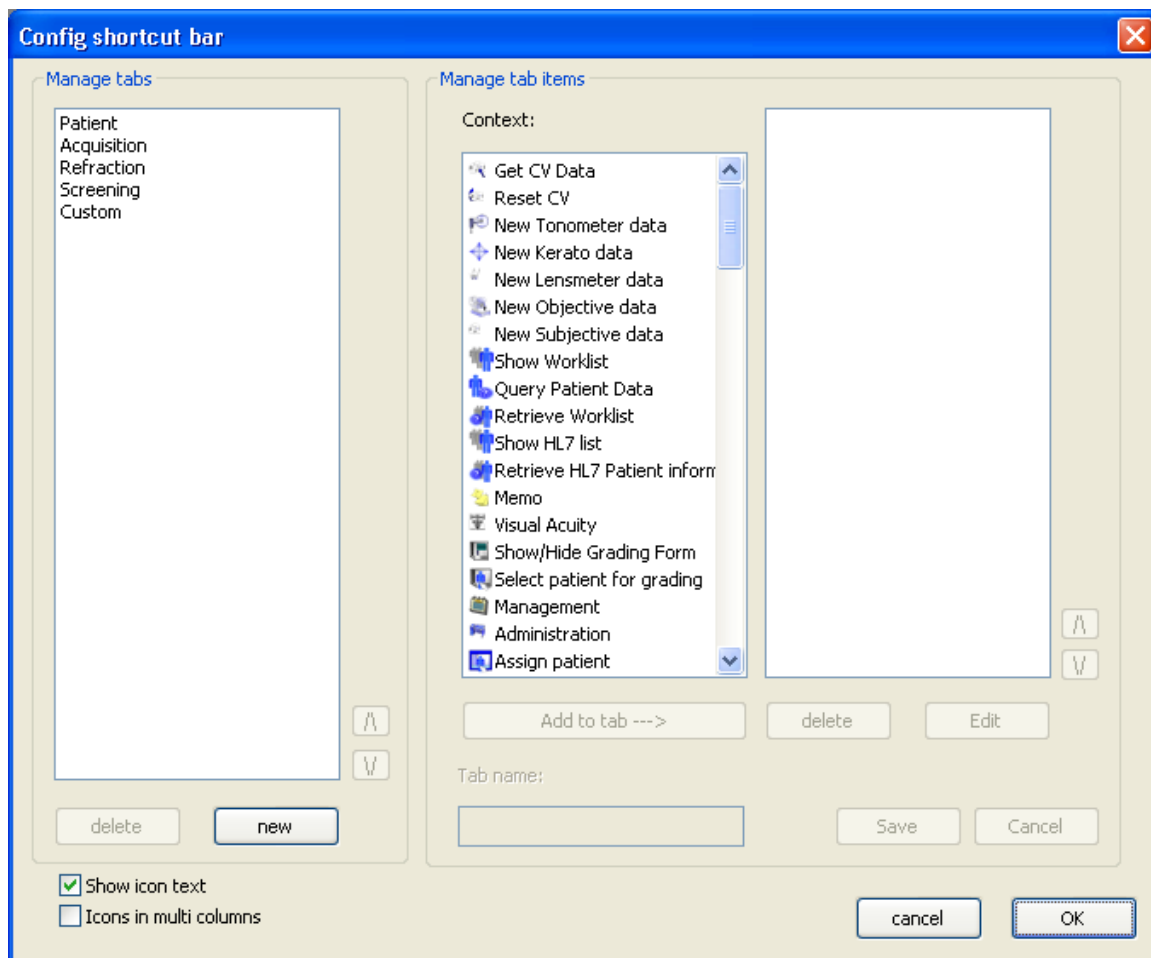 Config shortcut bar
Manage tabs
Patient
Acquisition
Refraction
Screening
Custom
/\
\/
delete
new
Manage tab items
Context:
Get CV Data
Reset CV
New Tonometer data
New Kerato data
New Lensmeter data
New Objective data
New Subjective data
Show Worklist
Query Patient Data
Retrieve Worklist
Show HL7 list
Retrieve HL7 Patient inform
Memo
Visual Acuity
Show/Hide Grading Form
Select patient for grading
Management
Administration
Assign patient
/\
\/
Add to tab --->
delete
Edit
Tab name:
Save
Cancel
Show icon text
Icons in multi columns
cancel
OK